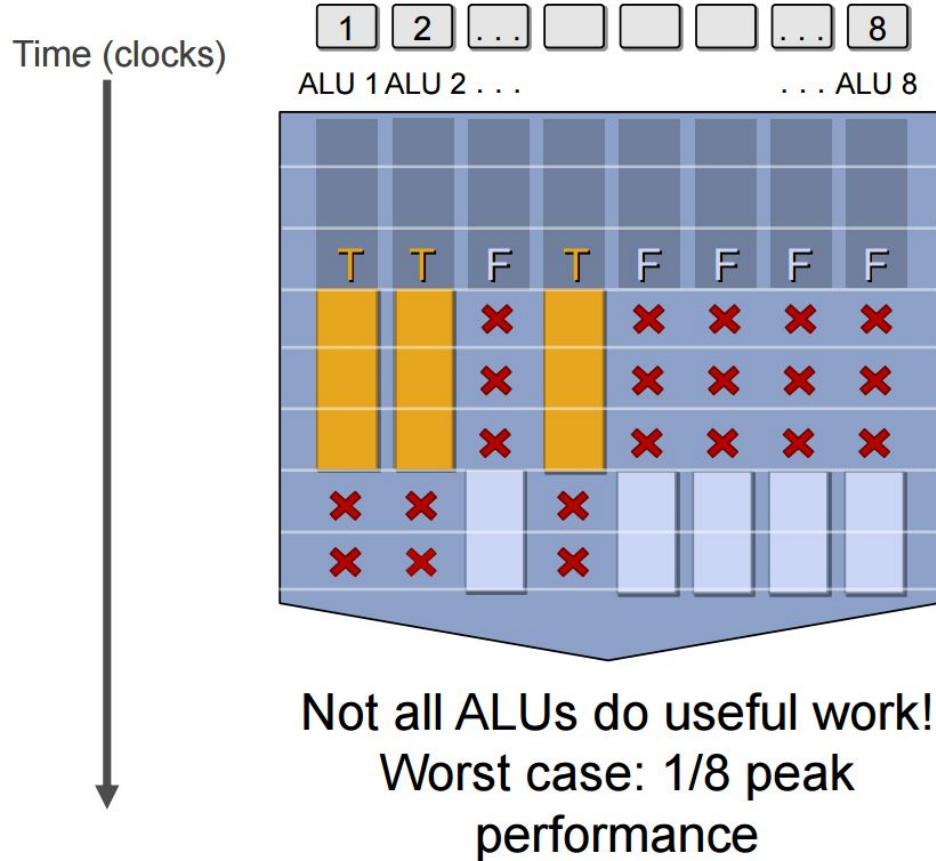 1 2 ... ... 8
Time (clocks)
ALU 1 ALU 2 . . . . . . ALU 8
T T F T F F F F
Not all ALUs do useful work!
Worst case: 1/8 peak
performance